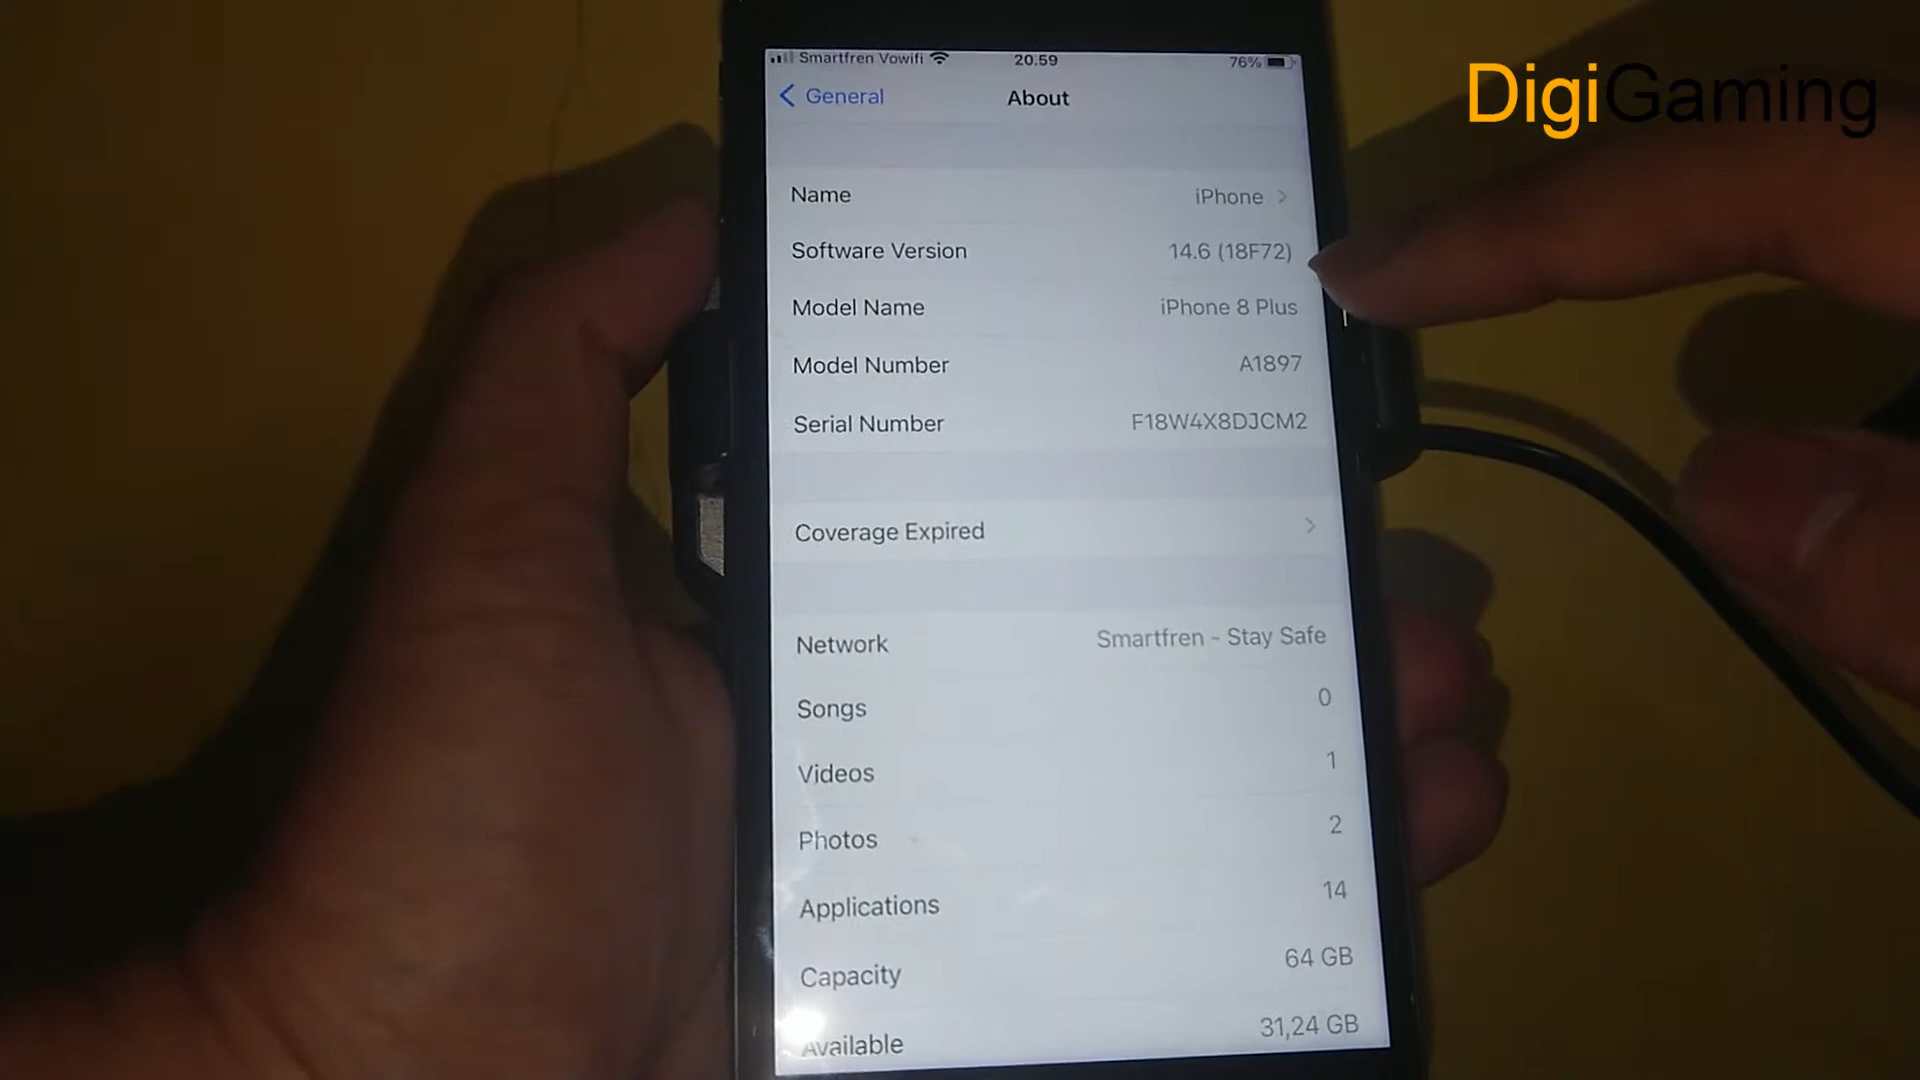 Smartfren Vowifi 20.59 76%
General About
DigiGaming
Name iPhone
Software Version 14.6 (18F72)
Model Name iPhone 8 Plus
Model Number A1897
Serial Number F18W4X8DJCM2
Coverage Expired
Network Smartfren - Stay Safe
Songs 0
Videos 1
Photos 2
Applications 14
Capacity 64 GB
Available 31,24 GB